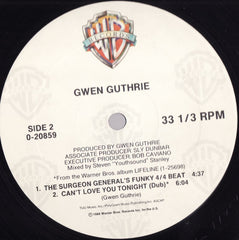 RECORDS
GWEN GUTHRIE
SIDE 2
0-20859
33 1/3 RPM
PRODUCED BY GWEN GUTHRIE
ASSOCIATE PRODUCER: SLY DUNBAR
EXECUTIVE PRODUCER: BOB CAVIANO
Mixed by Steven "Youthsound" Stanley
*From the Warner Bros. album LIFELINE (1-25698)
1. THE SURGEON GENERAL'S FUNKY 4/4 BEAT 4:37
2. CAN'T LOVE YOU TONIGHT (Dub)* 6:04
(Gwen Guthrie)